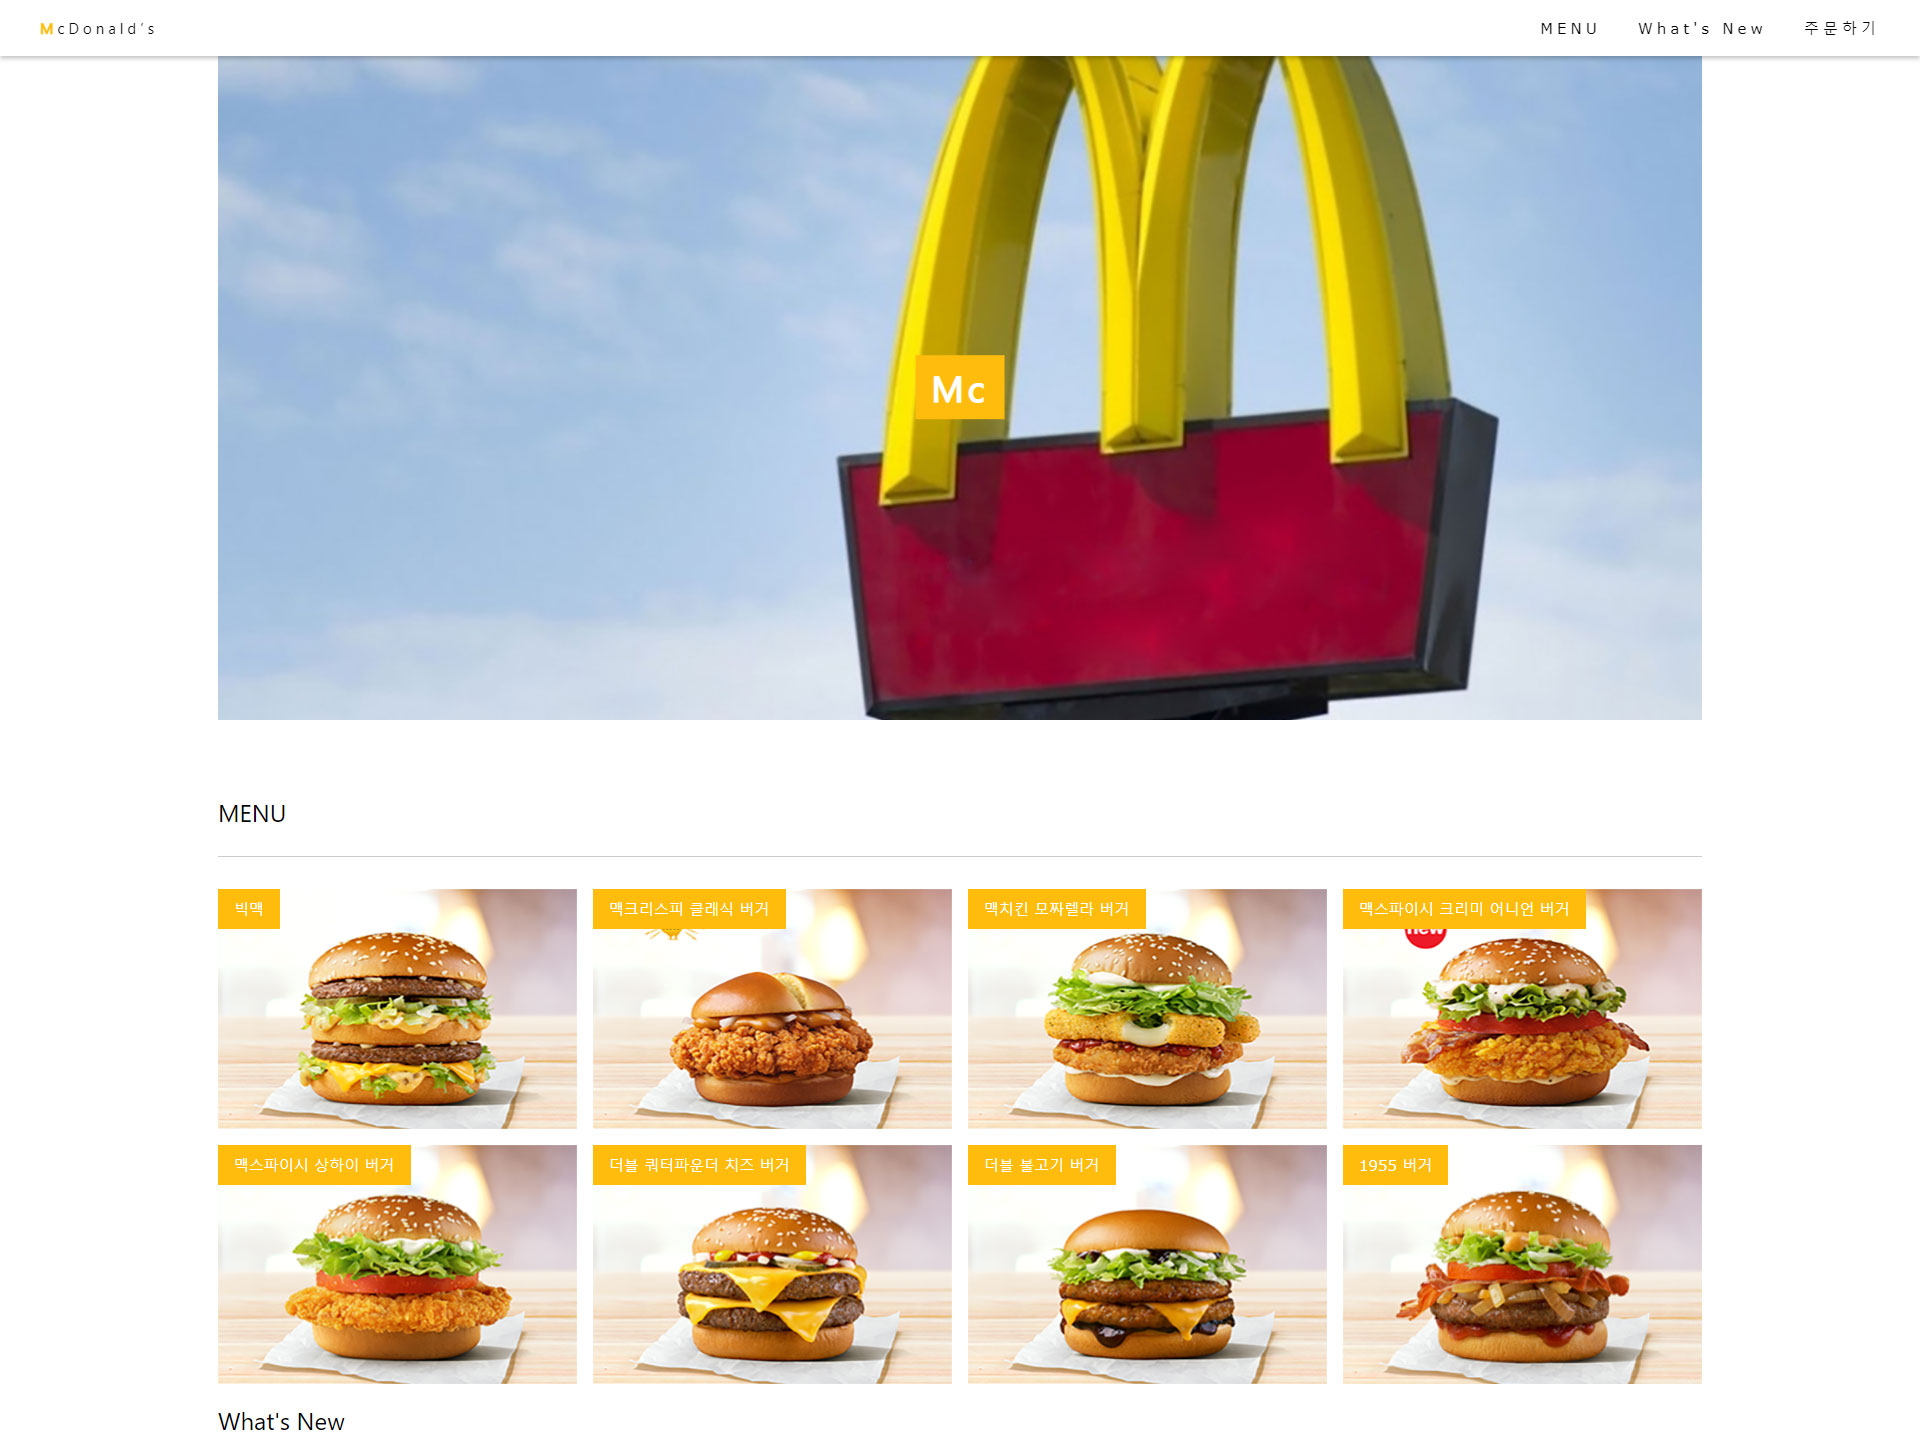 McDonald's
MENU What's New 주문하기
Mc
MENU
빅맥
맥크리스피 클래식 버거
맥치킨 모짜렐라 버거
맥스파이시 크리미 어니언 버거
new
맥스파이시 상하이 버거
더블 쿼터파운더 치즈 버거
더블 불고기 버거
1955 버거
What's New